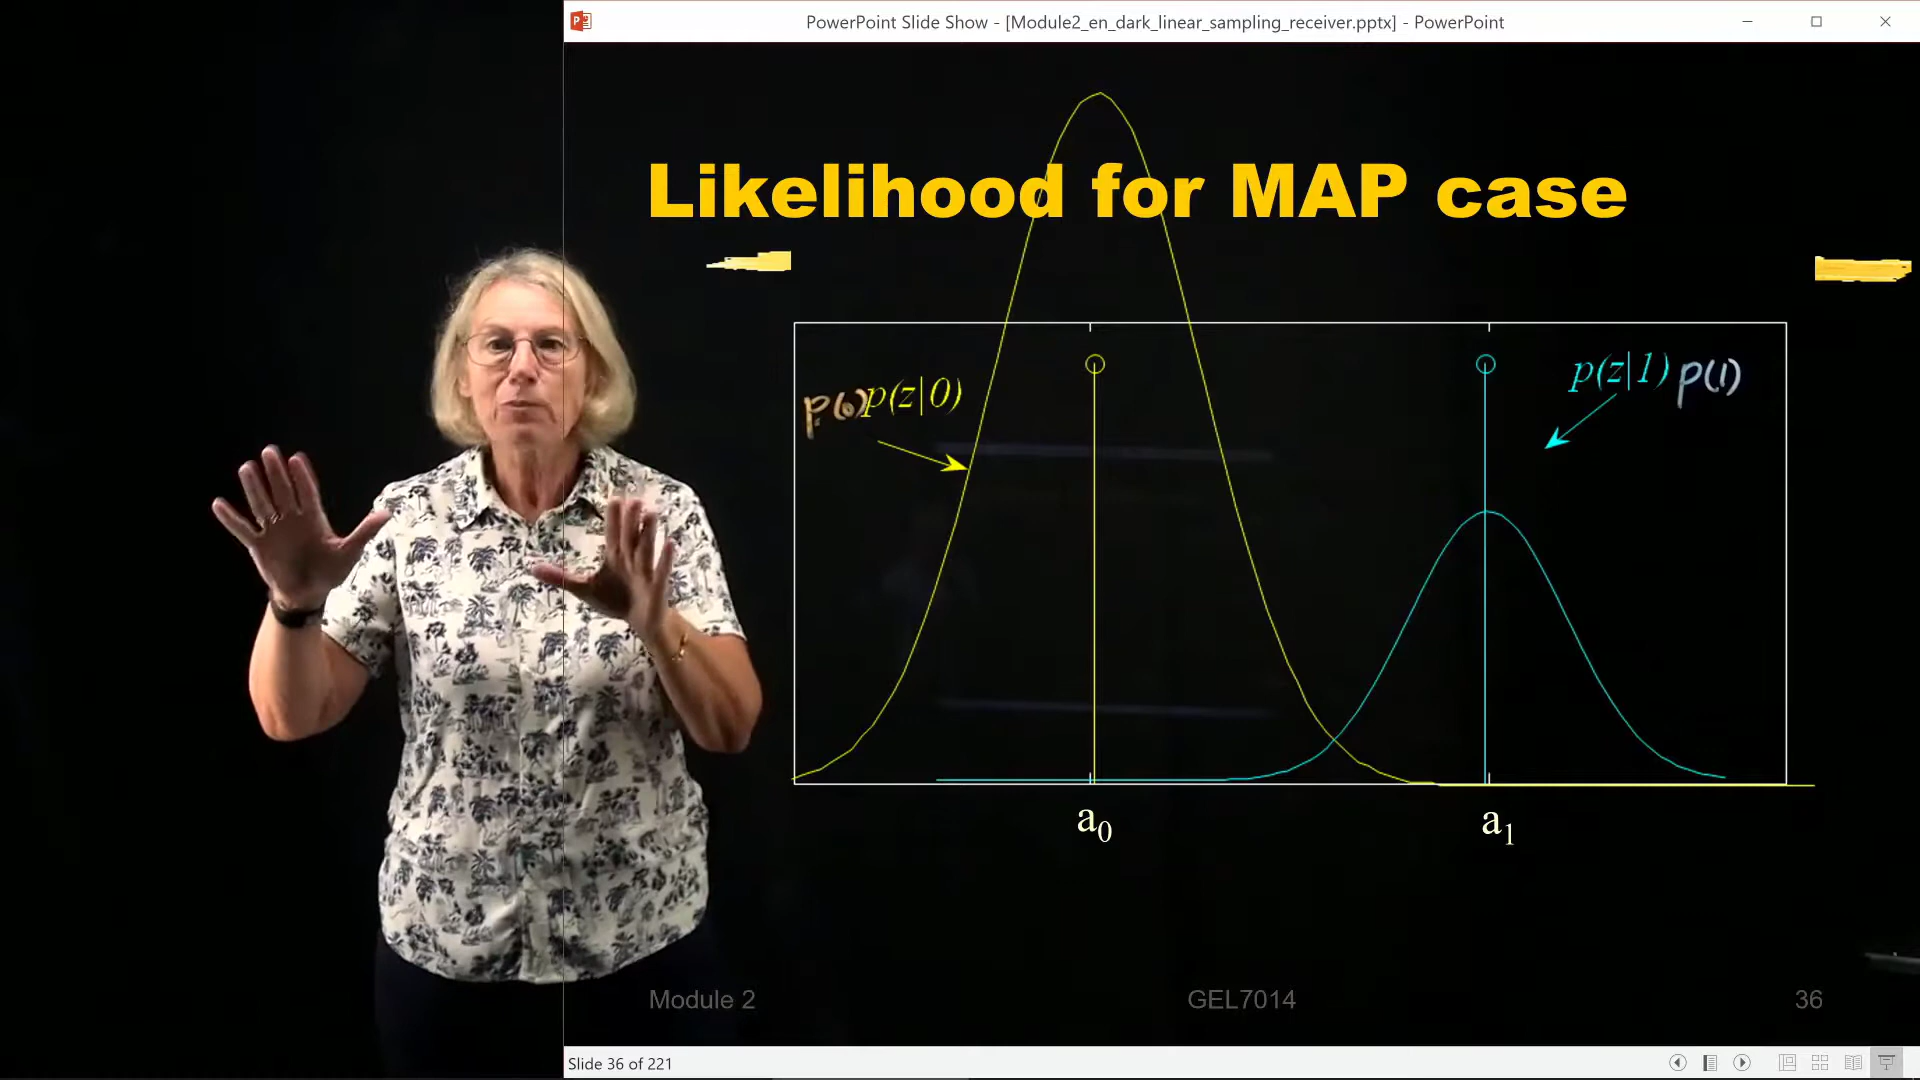 PowerPoint Slide Show - [Module2_en_dark_linear_sampling_receiver.pptx] - PowerPoint
Likelihood for MAP case
p(0)p(z|0)
p(z|1) p(1)
a₀
a₁
Module 2
GEL7014
36
Slide 36 of 221